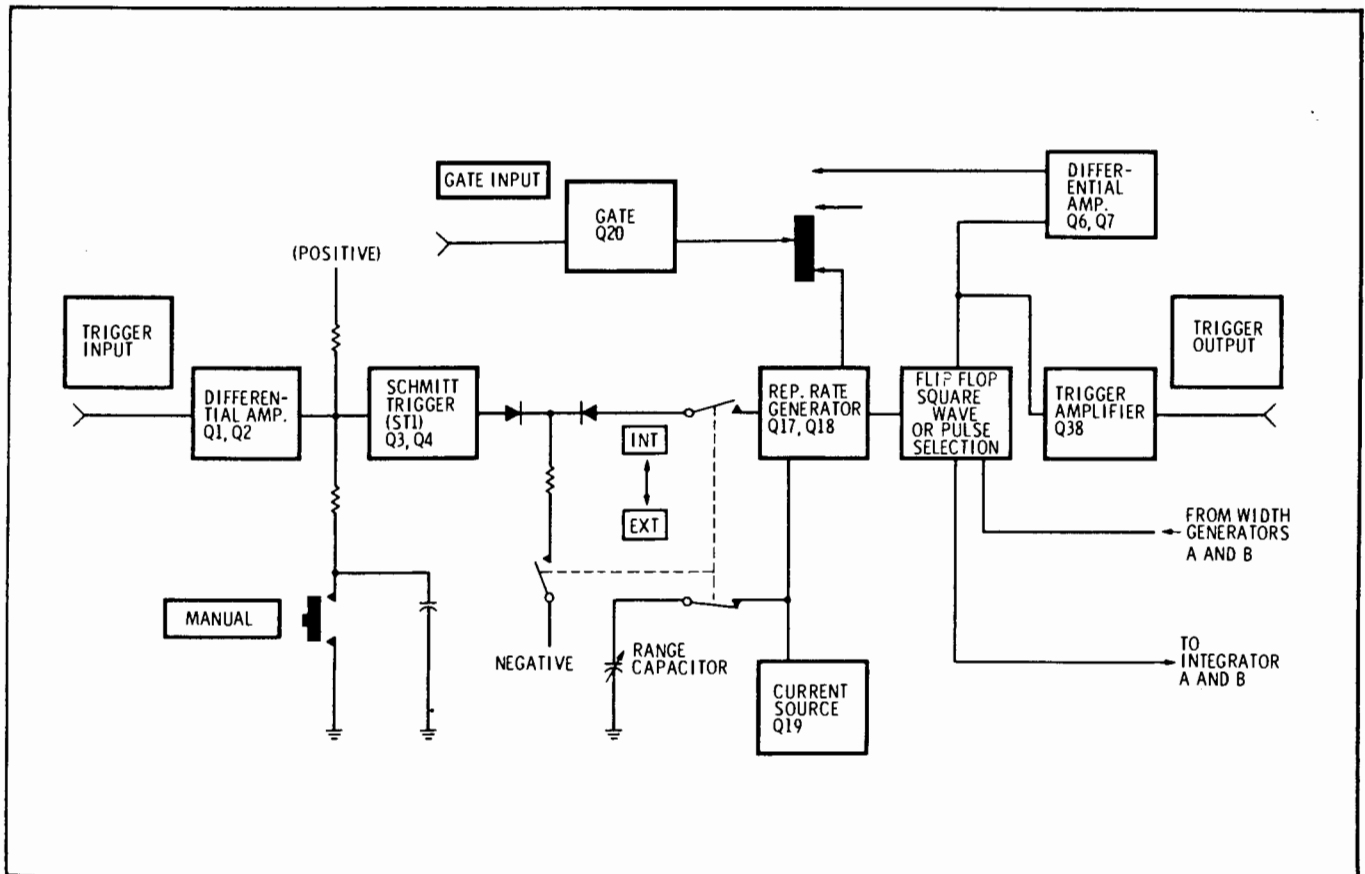 GATE INPUT
GATE
Q20
DIFFER-
ENTIAL
AMP.
Q6, Q7
(POSITIVE)
TRIGGER
INPUT
DIFFEREN-
TIAL AMP.
Q1, Q2
SCHMITT
TRIGGER
(ST1)
Q3, Q4
INT
EXT
REP. RATE
GENERATOR
Q17, Q18
FLIP FLOP
SQUARE
WAVE
OR PULSE
SELECTION
TRIGGER
AMPLIFIER
Q38
TRIGGER
OUTPUT
FROM WIDTH
GENERATORS
A AND B
MANUAL
NEGATIVE
RANGE
CAPACITOR
CURRENT
SOURCE
Q19
TO
INTEGRATOR
A AND B